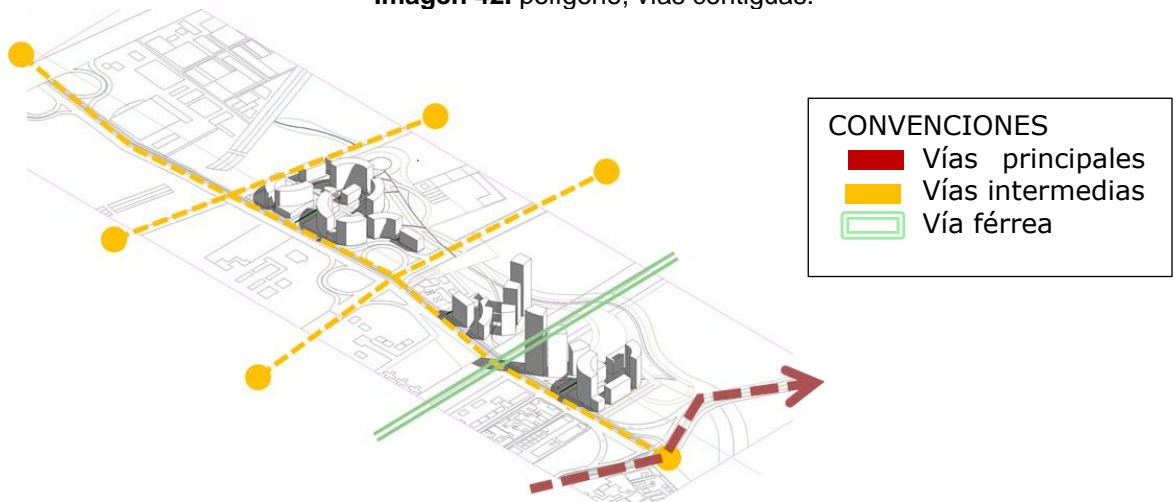 Imagen 42. polígono, vías contiguas.
CONVENCIONES
Vías principales
Vías intermedias
Vía férrea